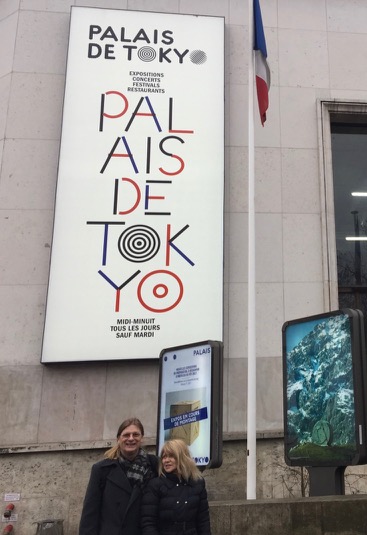 PALAIS
DE TOKYO
EXPOSITIONS
CONCERTS
FESTIVALS
RESTAURANTS
PAL
AIS
DE
TOK
YO
MIDI-MINUIT
TOUS LES JOURS
SAUF MARDI
PALAIS
EXPOS EN COURS
DE MONTAGE
TOKYO